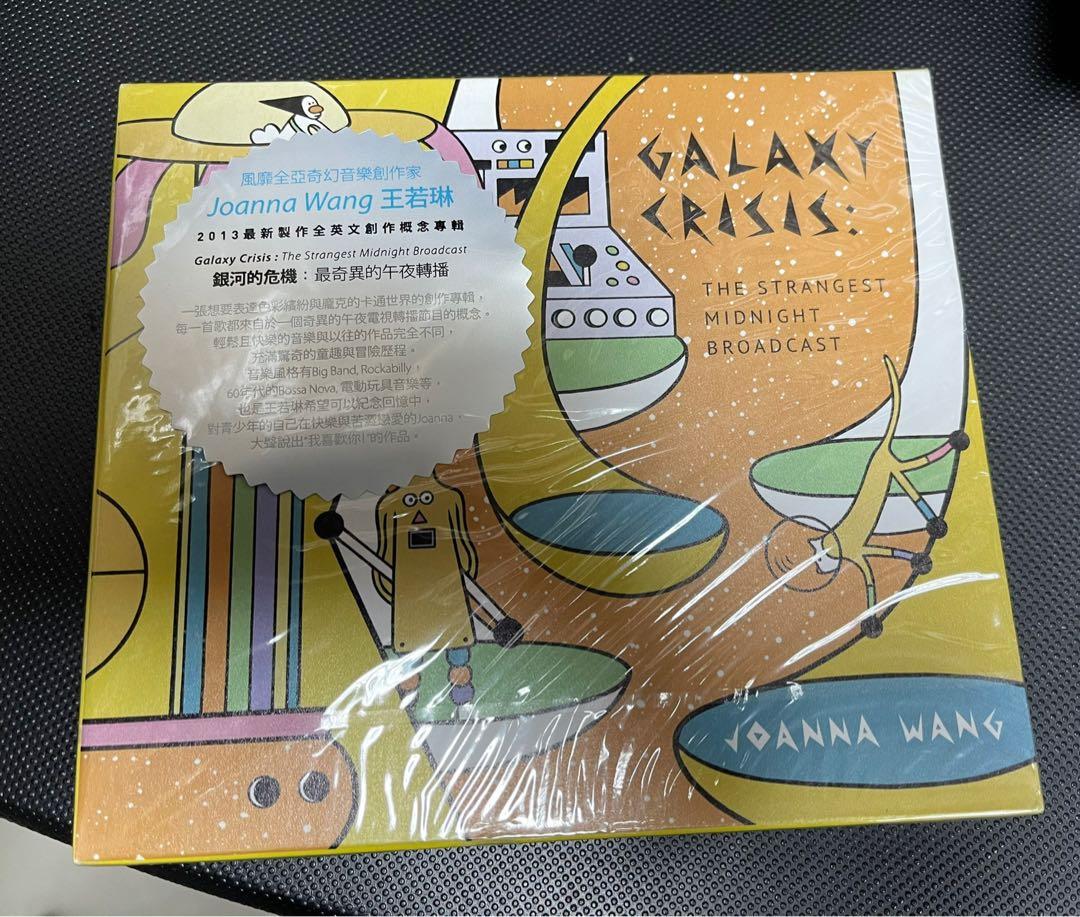 風靡全亞奇幻音樂創作家
Joanna Wang 王若琳
2013最新製作全英文創作概念專輯
Galaxy Crisis : The Strangest Midnight Broadcast
銀河的危機：最奇異的午夜轉播
一張想要表達色彩繽紛與龐克的卡通世界的創作專輯，
每一首歌都來自於一個奇異的午夜電視轉播節目的概念。
輕鬆且快樂的音樂與以往的作品完全不同，
充滿驚奇的童趣與冒險歷程。
音樂風格有Big Band, Rockabilly，
60年代的Bossa Nova, 電動玩具音樂等，
也是王若琳希望可以紀念回憶中，
對青少年的自己在快樂與苦澀戀愛的Joanna，
大聲說出"我喜歡你!"的作品。
GALAXY
CRISIS:
THE STRANGEST
MIDNIGHT
BROADCAST
JOANNA WANG